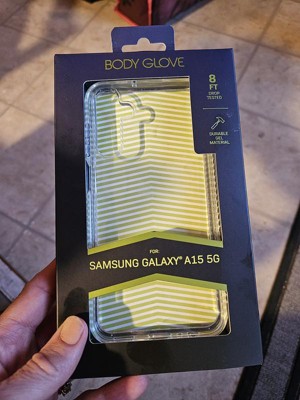 BODY GLOVE
8
FT
DROP
TESTED
DURABLE
GEL
MATERIAL
FOR:
SAMSUNG GALAXY® A15 5G